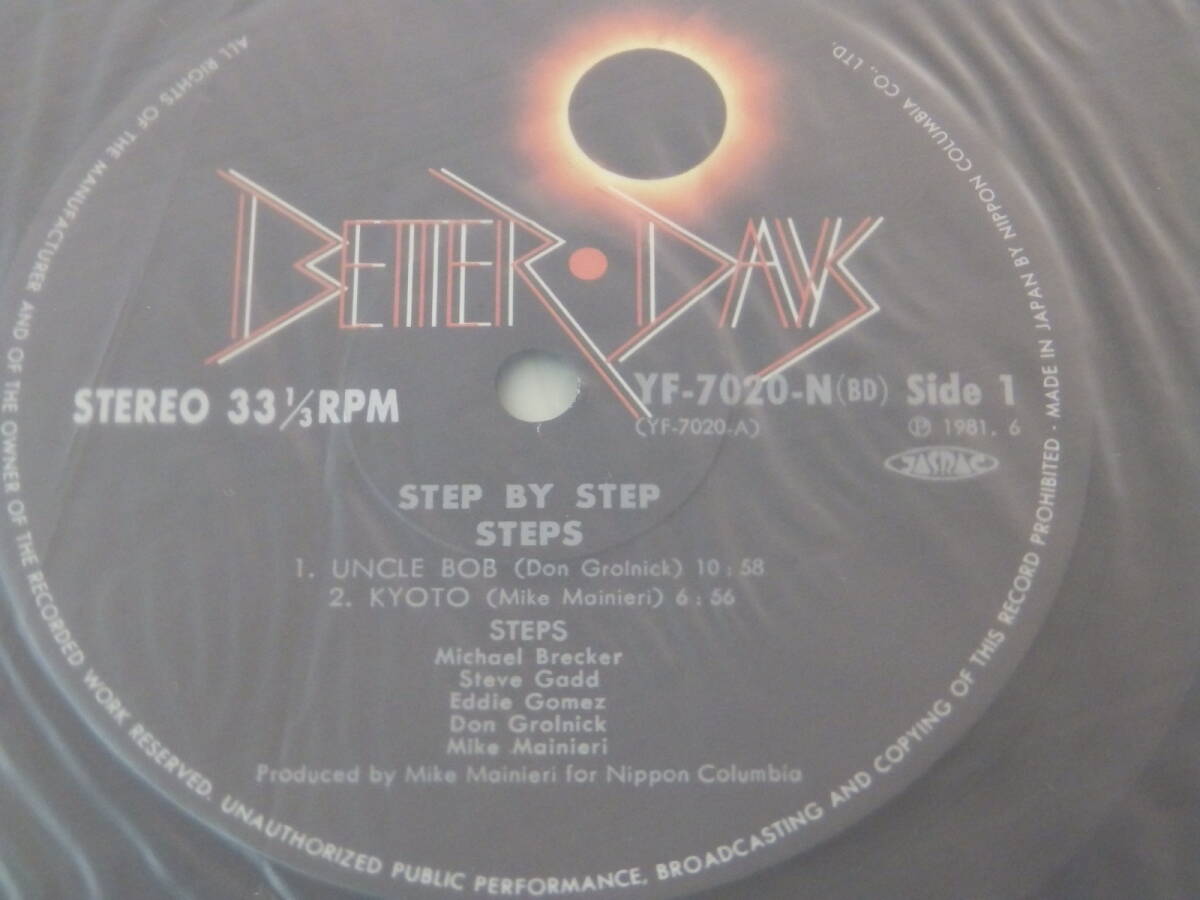 BETTER • DAYS
STEREO 33 1/3 RPM
YF-7020-N (BD) Side 1
(YF-7020-A)
Ⓟ 1981. 6
JASRAC
STEP BY STEP
STEPS
1. UNCLE BOB (Don Grolnick) 10:58
2. KYOTO (Mike Mainieri) 6:56
STEPS
Michael Brecker
Steve Gadd
Eddie Gomez
Don Grolnick
Mike Mainieri
Produced by Mike Mainieri for Nippon Columbia
ALL RIGHTS OF THE MANUFACTURER AND OF THE OWNER OF THE RECORDED WORK RESERVED. UNAUTHORIZED PUBLIC PERFORMANCE, BROADCASTING AND COPYING OF THIS RECORD PROHIBITED · MADE IN JAPAN BY NIPPON COLUMBIA CO., LTD.